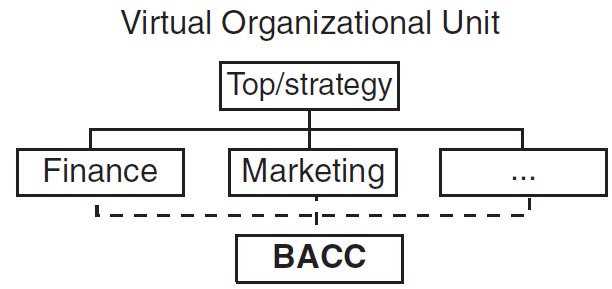 Virtual Organizational Unit
Top/strategy
Finance
Marketing
...
BACC